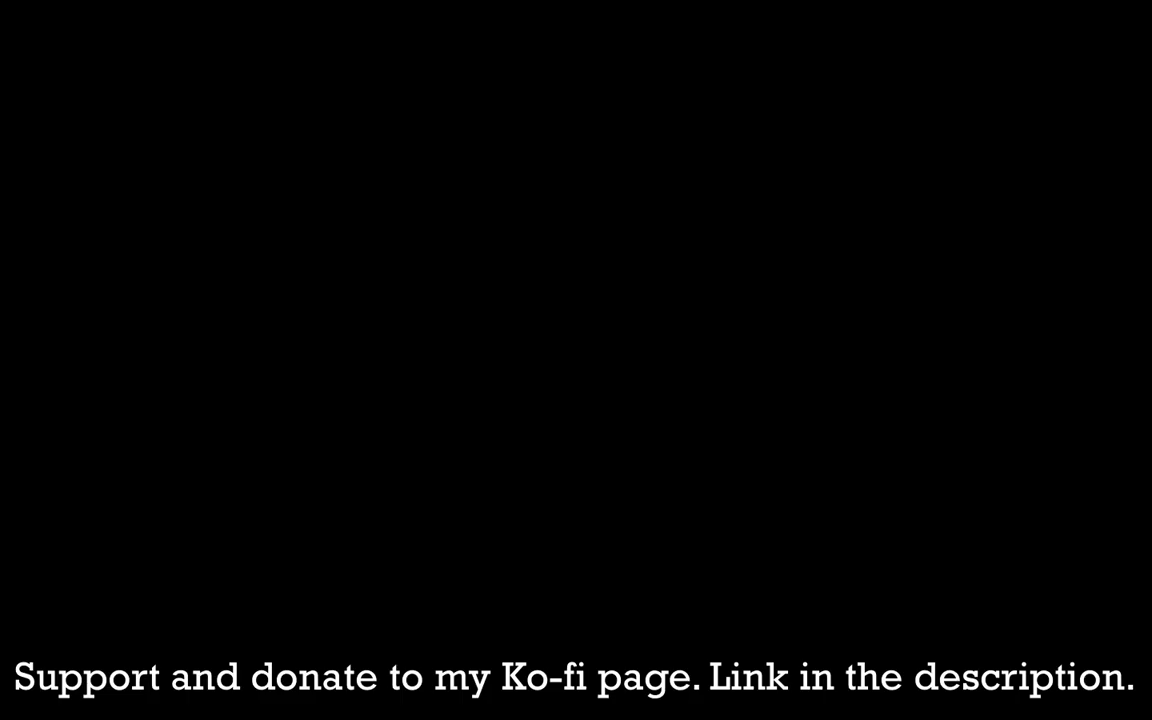 Support and donate to my Ko-fi page. Link in the description.